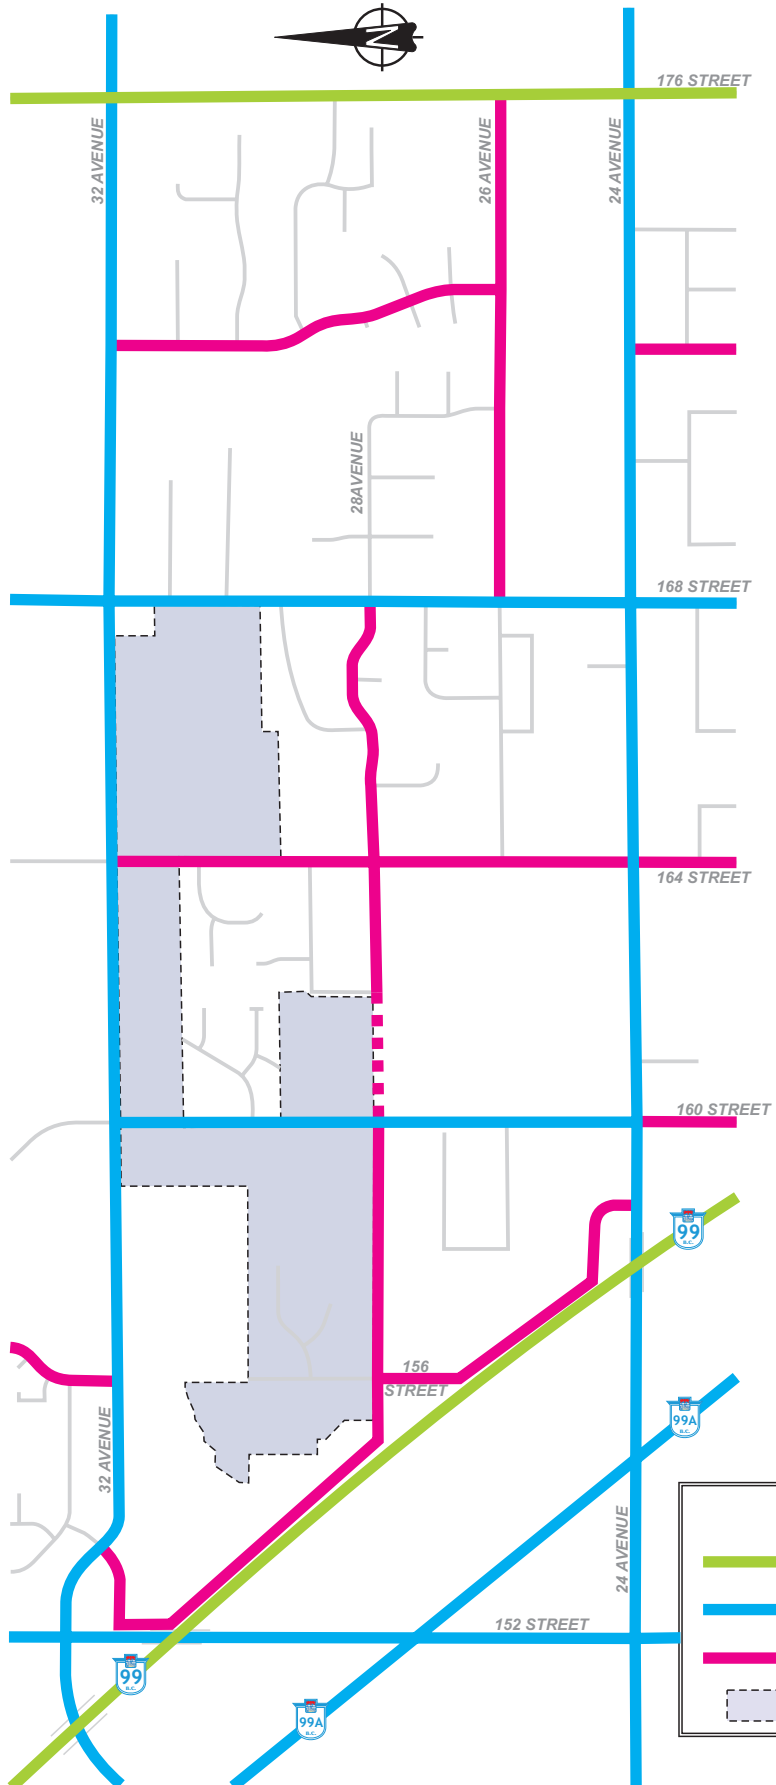 N
176 STREET
32 AVENUE
26 AVENUE
24 AVENUE
28AVENUE
168 STREET
164 STREET
160 STREET
99
B.C.
156
STREET
99A
B.C.
32 AVENUE
24 AVENUE
152 STREET
99
B.C.
99A
B.C.